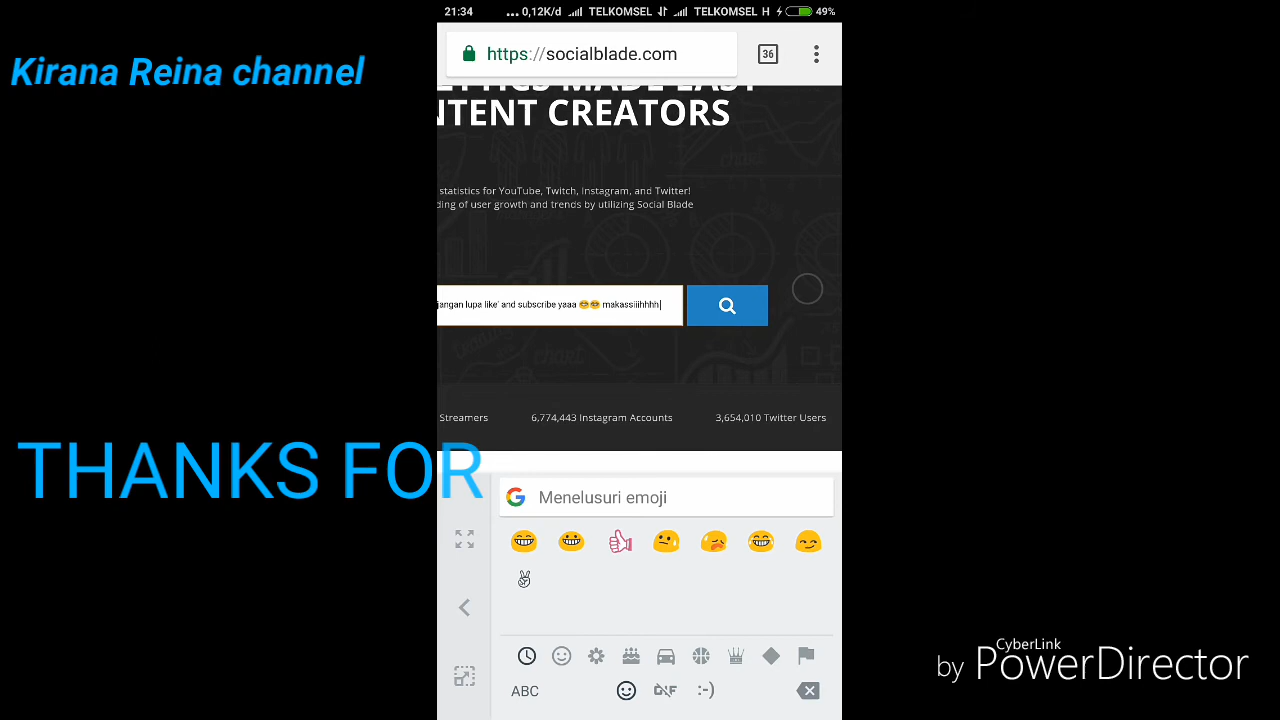 21:34 ... 0,12K/d TELKOMSEL TELKOMSEL H 49%
Kirana Reina channel
https://socialblade.com 36
NTENT CREATORS
statistics for YouTube, Twitch, Instagram, and Twitter!
ding of user growth and trends by utilizing Social Blade
jangan lupa like' and subscribe yaaa 😁😁 makassiiihhhh
Streamers 6,774,443 Instagram Accounts 3,654,010 Twitter Users
THANKS FOR
G Menelusuri emoji
ABC GIF :-)
CyberLink
by PowerDirector